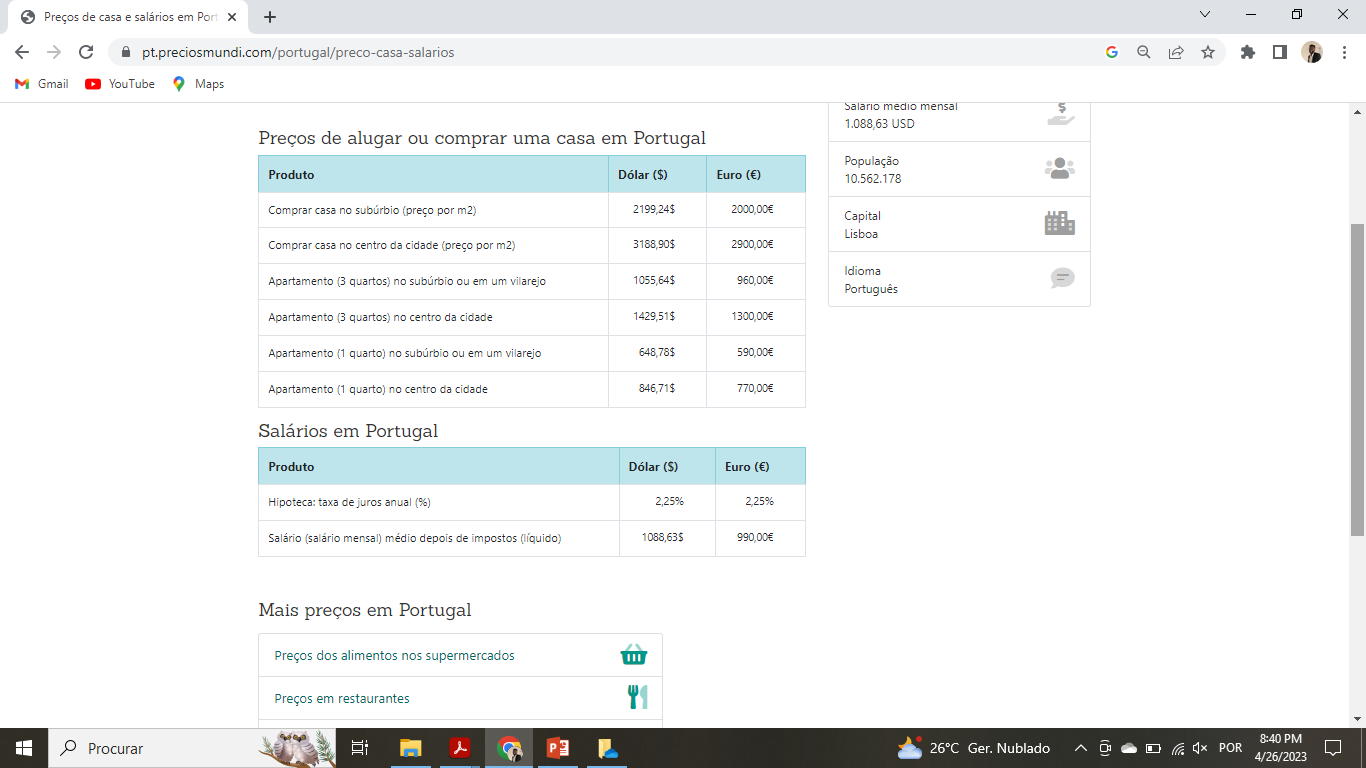 Preços de casa e salários em Port
pt.preciosmundi.com/portugal/preco-casa-salarios
Gmail YouTube Maps
Preços de alugar ou comprar uma casa em Portugal
Produto Dólar ($) Euro (€)
Comprar casa no subúrbio (preço por m2) 2199,24$ 2000,00€
Comprar casa no centro da cidade (preço por m2) 3188,90$ 2900,00€
Apartamento (3 quartos) no subúrbio ou em um vilarejo 1055,64$ 960,00€
Apartamento (3 quartos) no centro da cidade 1429,51$ 1300,00€
Apartamento (1 quarto) no subúrbio ou em um vilarejo 648,78$ 590,00€
Apartamento (1 quarto) no centro da cidade 846,71$ 770,00€
Salários em Portugal
Produto Dólar ($) Euro (€)
Hipoteca: taxa de juros anual (%) 2,25% 2,25%
Salário (salário mensal) médio depois de impostos (líquido) 1088,63$ 990,00€
Mais preços em Portugal
Preços dos alimentos nos supermercados
Preços em restaurantes
Salário médio mensal
1.088,63 USD
População
10.562.178
Capital
Lisboa
Idioma
Português
Procurar
26°C Ger. Nublado
POR
8:40 PM
4/26/2023